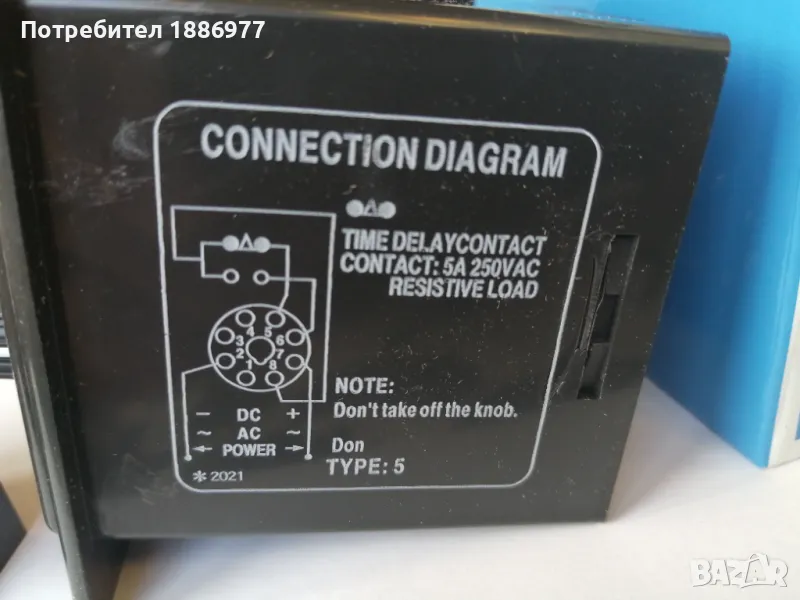 Потребител 1886977
CONNECTION DIAGRAM
TIME DELAYCONTACT
CONTACT: 5A 250VAC
RESISTIVE LOAD
4 5
3 6
2 7
1 8
NOTE:
Don't take off the knob.
- DC +
~ AC ~
POWER
Don
TYPE: 5
* 2021
BAZAR